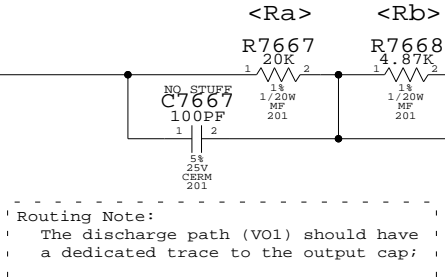 <Ra> <Rb>
R7667 R7668
20K 4.87K
1 2 1 2
1% 1%
1/20W 1/20W
MF MF
201 201
NO STUFF
C7667
100PF
1 2
5%
25V
CERM
201
Routing Note:
The discharge path (VO1) should have
a dedicated trace to the output cap;